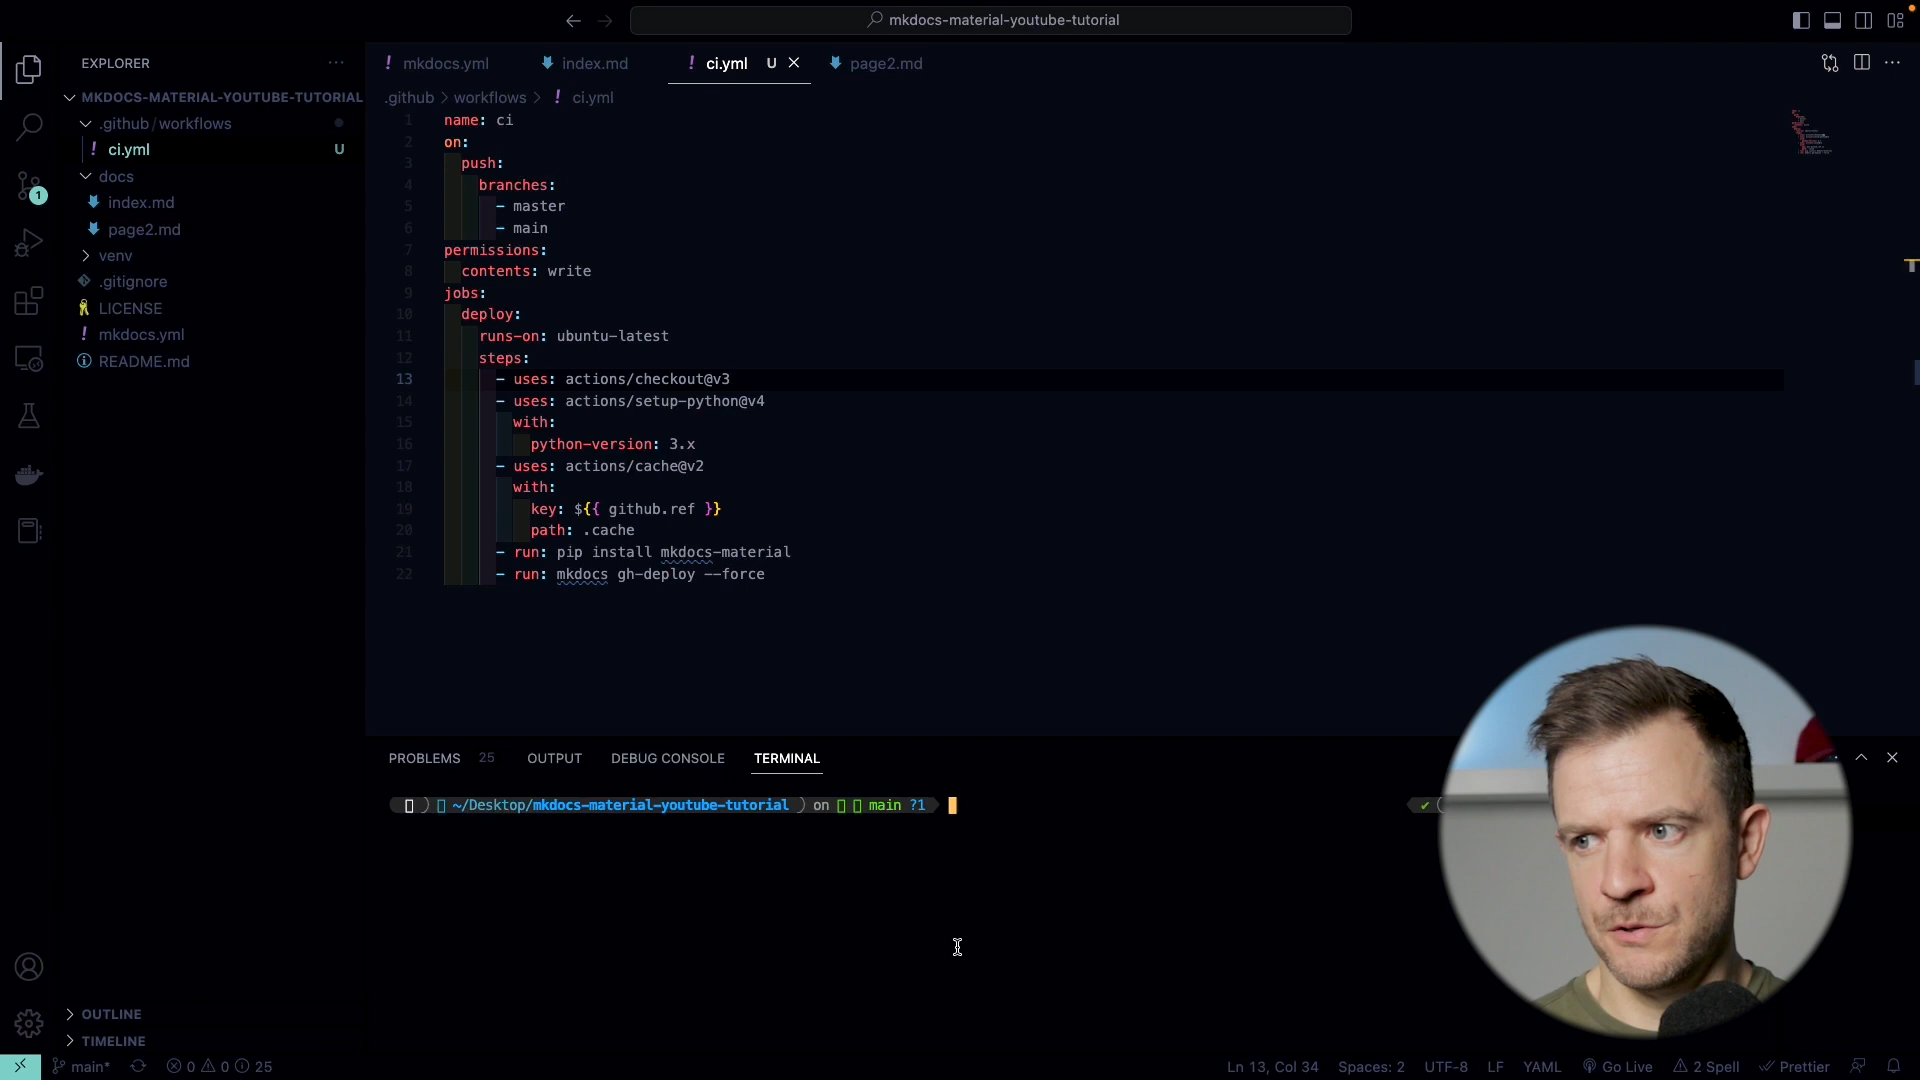 mkdocs-material-youtube-tutorial
EXPLORER
MKDOCS-MATERIAL-YOUTUBE-TUTORIAL
.github / workflows
! ci.yml U
docs
index.md
page2.md
venv
.gitignore
LICENSE
! mkdocs.yml
README.md
OUTLINE
TIMELINE
1
! mkdocs.yml
index.md
! ci.yml U
page2.md
.github > workflows > ! ci.yml
1 name: ci
2 on:
3 push:
4 branches:
5 - master
6 - main
7 permissions:
8 contents: write
9 jobs:
10 deploy:
11 runs-on: ubuntu-latest
12 steps:
13 - uses: actions/checkout@v3
14 - uses: actions/setup-python@v4
15 with:
16 python-version: 3.x
17 - uses: actions/cache@v2
18 with:
19 key: ${{ github.ref }}
20 path: .cache
21 - run: pip install mkdocs-material
22 - run: mkdocs gh-deploy --force
PROBLEMS 25 OUTPUT DEBUG CONSOLE TERMINAL
~/Desktop/mkdocs-material-youtube-tutorial ) on main ?1
main* 0 0 25 Ln 13, Col 34 Spaces: 2 UTF-8 LF YAML Go Live 2 Spell Prettier